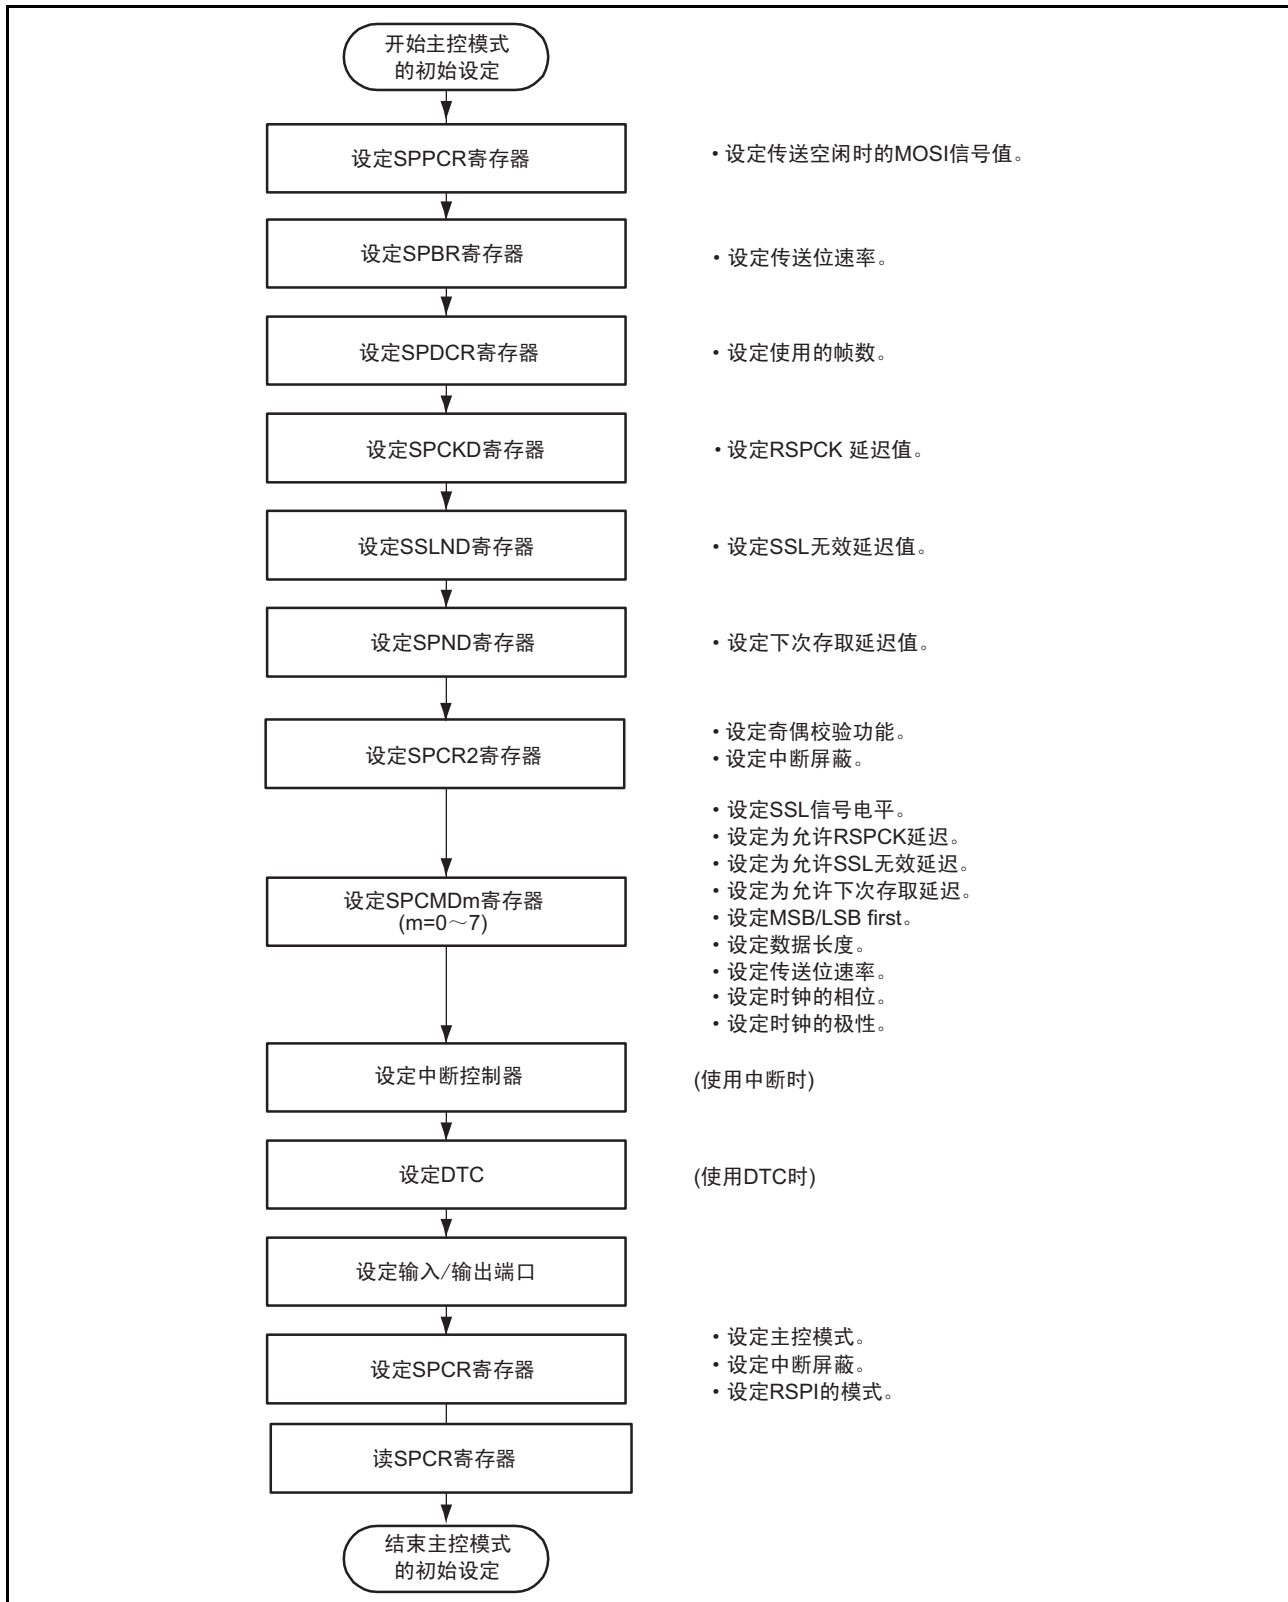 开始主控模式
的初始设定
设定SPPCR寄存器
•设定传送空闲时的MOSI信号值。
设定SPBR寄存器
•设定传送位速率。
设定SPDCR寄存器
•设定使用的帧数。
设定SPCKD寄存器
•设定RSPCK 延迟值。
设定SSLND寄存器
•设定SSL无效延迟值。
设定SPND寄存器
•设定下次存取延迟值。
设定SPCR2寄存器
•设定奇偶校验功能。
•设定中断屏蔽。
设定SPCMDm寄存器
(m=0～7)
•设定SSL信号电平。
•设定为允许RSPCK延迟。
•设定为允许SSL无效延迟。
•设定为允许下次存取延迟。
•设定MSB/LSB first。
•设定数据长度。
•设定传送位速率。
•设定时钟的相位。
•设定时钟的极性。
设定中断控制器
(使用中断时)
设定DTC
(使用DTC时)
设定输入/输出端口
设定SPCR寄存器
•设定主控模式。
•设定中断屏蔽。
•设定RSPI的模式。
读SPCR寄存器
结束主控模式
的初始设定